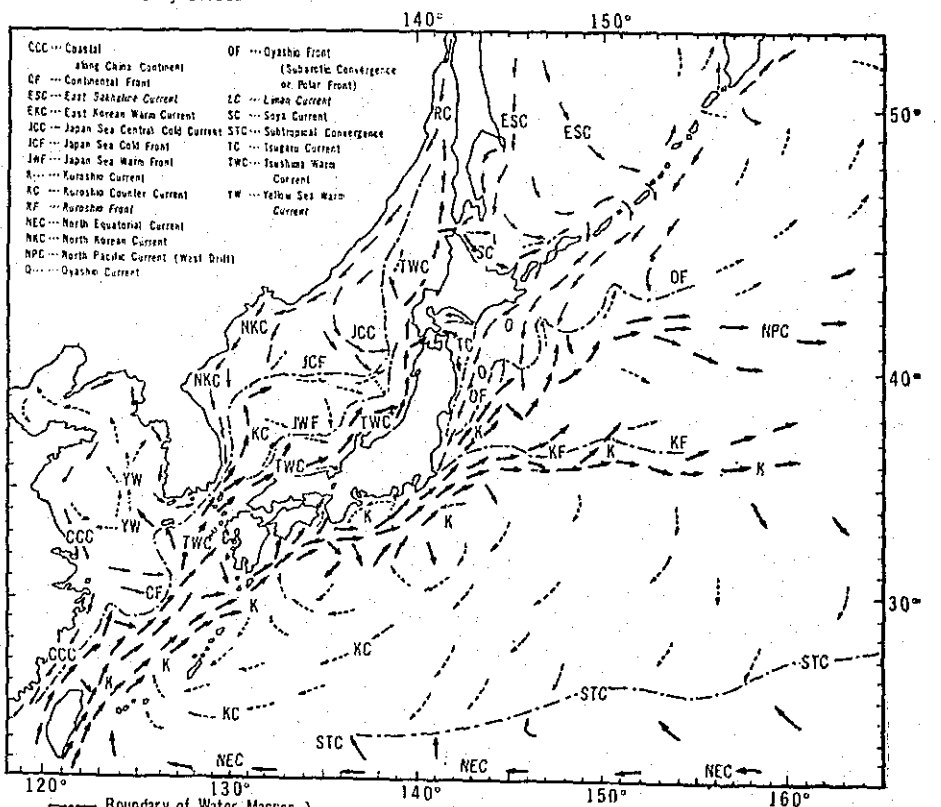 140°
150°
CCC ··· Coastal
along China Continent
CF ··· Continental Front
ESC ··· East Sakhaline Current
EKC ··· East Korean Warm Current
JCC ··· Japan Sea Central Cold Current
JCF ··· Japan Sea Cold Front
JWF ··· Japan Sea Warm Front
K ··· Kuroshio Current
KC ··· Kuroshio Counter Current
KF ··· Kuroshio Front
NEC ··· North Equatorial Current
NKC ··· North Korean Current
NPC ··· North Pacific Current (West Drift)
O ··· Oyashio Current
OF ··· Oyashio Front
(Subarctic Convergence
or Polar Front)
LC ··· Liman Current
SC ··· Soya Current
STC ··· Subtropical Convergence
TC ··· Tsugaru Current
TWC ··· Tsushima Warm
Current
YW ··· Yellow Sea Warm
Current
RC
ESC
ESC
50°
SC
TWC
OF
NKC
JCC
O
TC
NPC
JCF
NKC
O
OF
40°
KC
JWF
TWC
K
KF
K
KF
TWC
K
YW
YW
K
K
CCC
TWC
CF
K
30°
CCC
K
KC
K
KC
STC
STC
STC
NEC
NEC
120°
130°
140°
150°
160°
Boundary of Water Masses